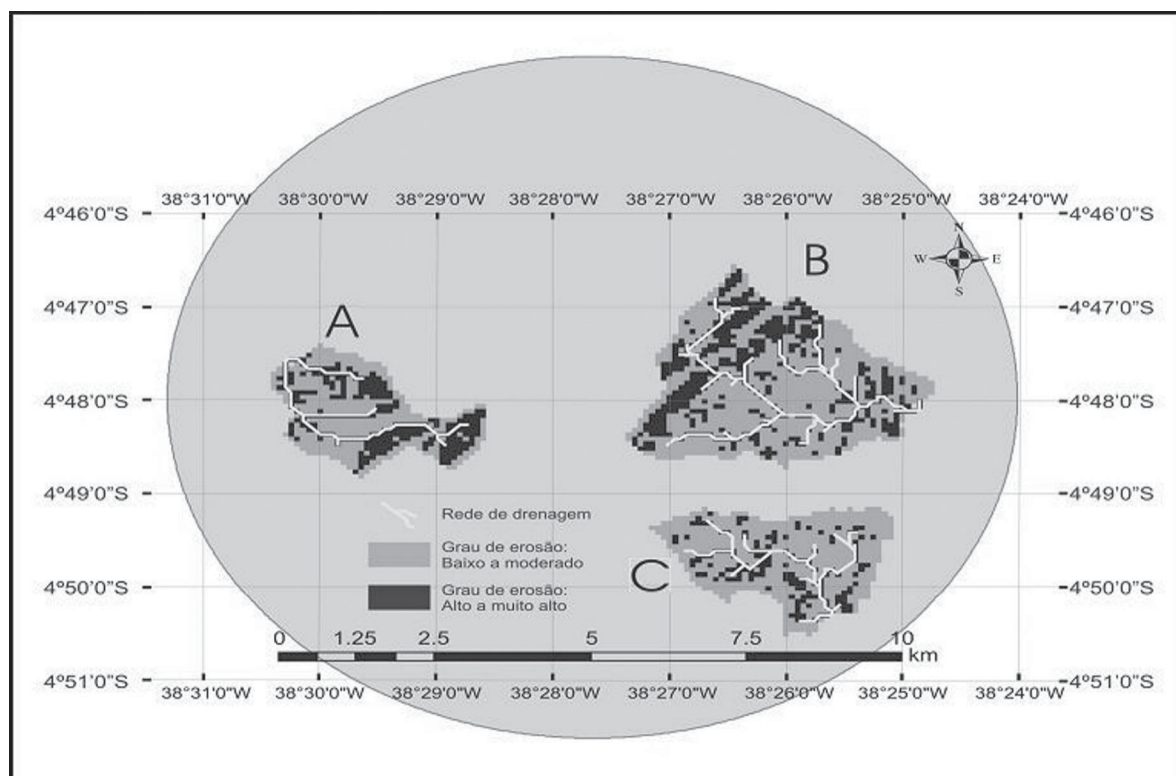 38°31'0"W 38°30'0"W 38°29'0"W 38°28'0"W 38°27'0"W 38°26'0"W 38°25'0"W 38°24'0"W
4°46'0"S 4°46'0"S
N
W E
S
B
4°47'0"S 4°47'0"S
A
4°48'0"S 4°48'0"S
4°49'0"S 4°49'0"S
Rede de drenagem
Grau de erosão:
Baixo a moderado
C
4°50'0"S 4°50'0"S
Grau de erosão:
Alto a muito alto
0 1.25 2.5 5 7.5 10
km
4°51'0"S 4°51'0"S
38°31'0"W 38°30'0"W 38°29'0"W 38°28'0"W 38°27'0"W 38°26'0"W 38°25'0"W 38°24'0"W